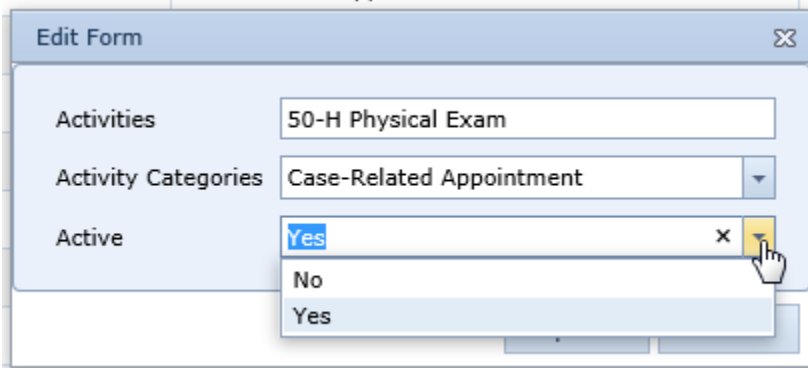 Edit Form
Activities 50-H Physical Exam
Activity Categories Case-Related Appointment
Active Yes
No
Yes